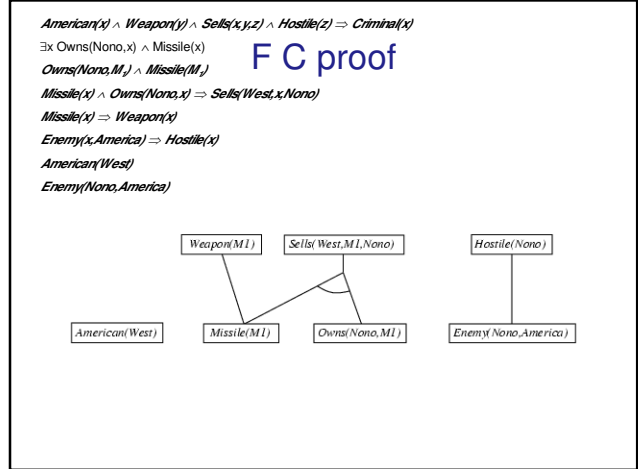 American(x) ∧ Weapon(y) ∧ Sells(x,y,z) ∧ Hostile(z) ⇒ Criminal(x)
∃x Owns(Nono,x) ∧ Missile(x)
F C proof
Owns(Nono,M₁) ∧ Missile(M₁)
Missile(x) ∧ Owns(Nono,x) ⇒ Sells(West,x,Nono)
Missile(x) ⇒ Weapon(x)
Enemy(x,America) ⇒ Hostile(x)
American(West)
Enemy(Nono,America)
Weapon(M1) Sells(West,M1,Nono) Hostile(Nono)
American(West) Missile(M1) Owns(Nono,M1) Enemy(Nono,America)